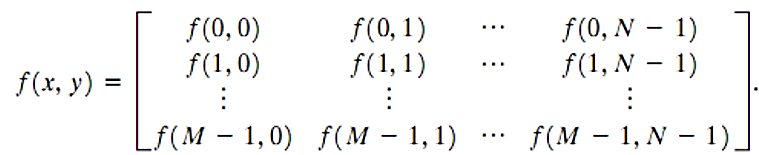 f(0, 0) f(0, 1) ⋯ f(0, N − 1)
f(1, 0) f(1, 1) ⋯ f(1, N − 1)
f(x, y) =
⋮ ⋮ ⋮
f(M − 1, 0) f(M − 1, 1) ⋯ f(M − 1, N − 1) .